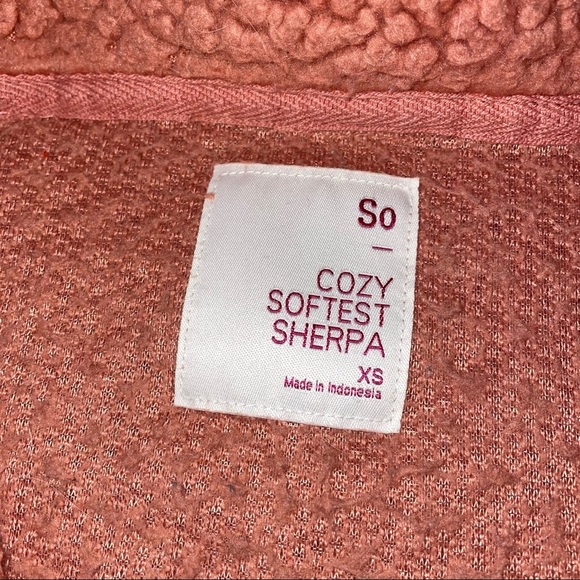 So
COZY
SOFTEST
SHERPA
XS
Made in Indonesia